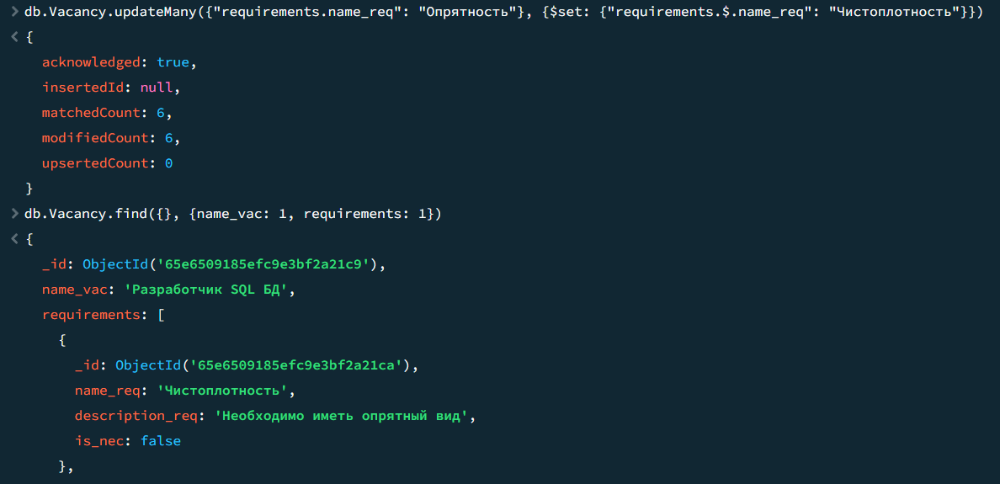 > db.Vacancy.updateMany({"requirements.name_req": "Опрятность"}, {$set: {"requirements.$.name_req": "Чистоплотность"}})
< {
acknowledged: true,
insertedId: null,
matchedCount: 6,
modifiedCount: 6,
upsertedCount: 0
}
> db.Vacancy.find({}, {name_vac: 1, requirements: 1})
< {
_id: ObjectId('65e6509185efc9e3bf2a21c9'),
name_vac: 'Разработчик SQL БД',
requirements: [
{
_id: ObjectId('65e6509185efc9e3bf2a21ca'),
name_req: 'Чистоплотность',
description_req: 'Необходимо иметь опрятный вид',
is_nec: false
},